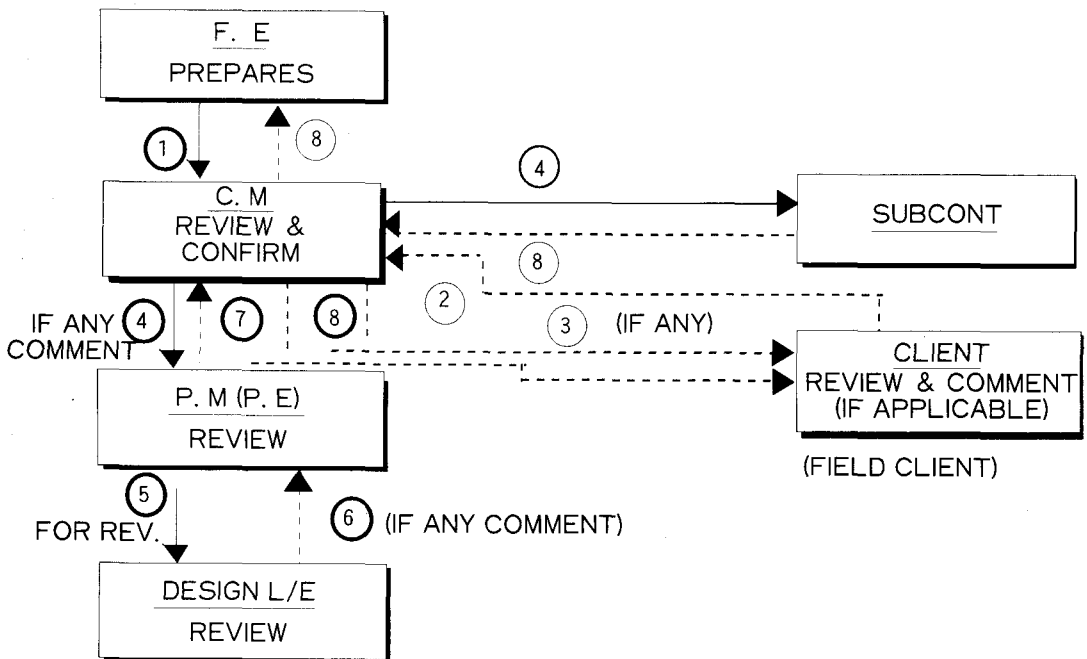 F. E
PREPARES
1
8
C. M
REVIEW &
CONFIRM
4
SUBCONT
8
2
3
(IF ANY)
IF ANY
COMMENT
4
7
8
CLIENT
REVIEW & COMMENT
(IF APPLICABLE)
(FIELD CLIENT)
P. M (P. E)
REVIEW
5
FOR REV.
6
(IF ANY COMMENT)
DESIGN L/E
REVIEW